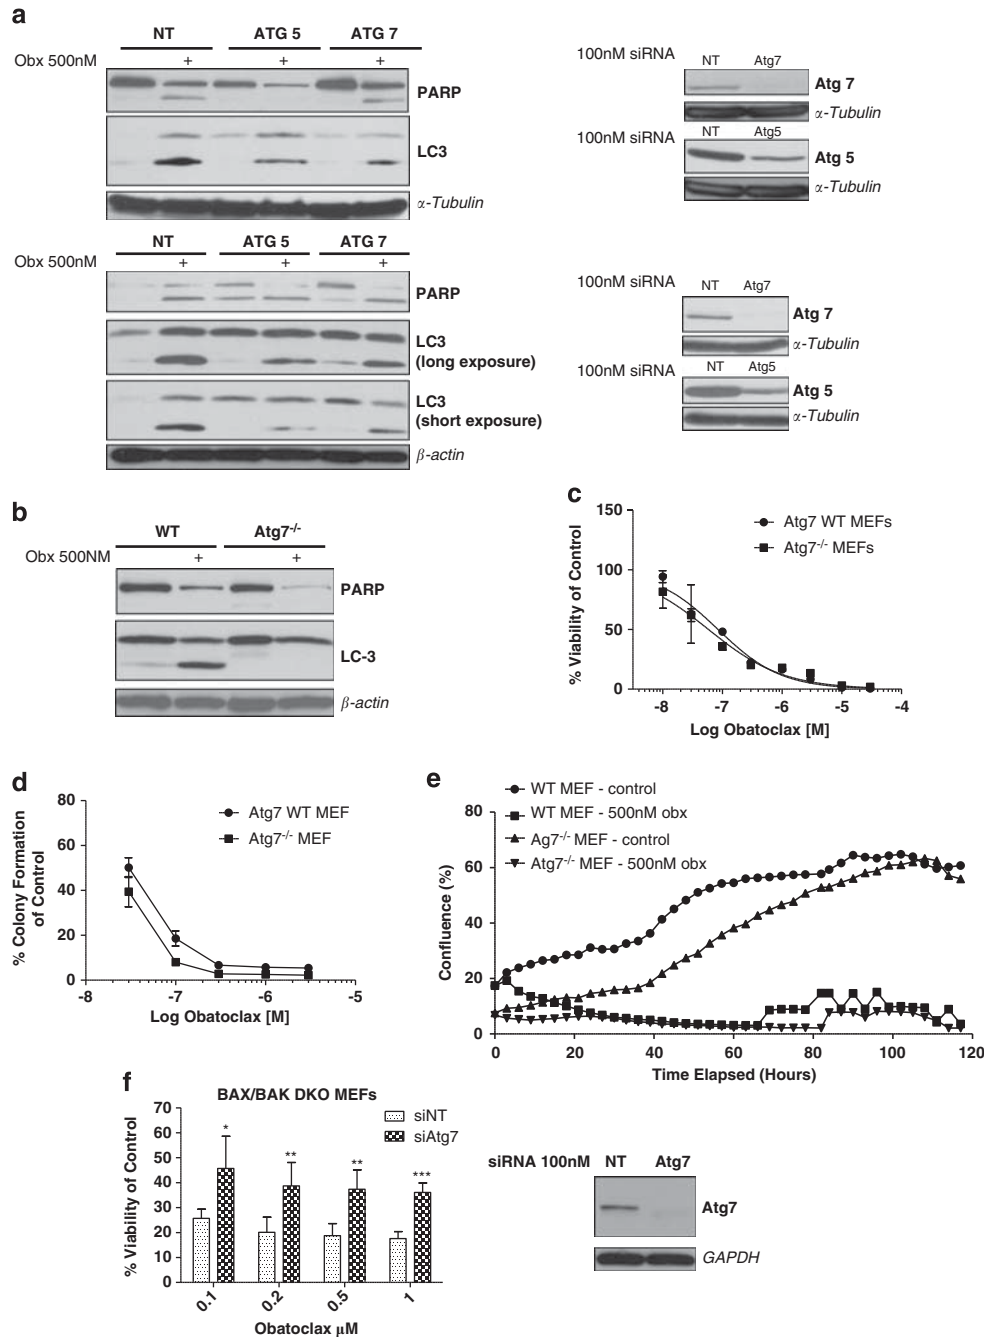 a
NT ATG 5 ATG 7
Obx 500nM + + +
PARP
LC3
α-Tubulin
100nM siRNA NT Atg7
Atg 7
α-Tubulin
100nM siRNA NT Atg5
Atg 5
α-Tubulin
NT ATG 5 ATG 7
Obx 500nM + + +
PARP
LC3
(long exposure)
LC3
(short exposure)
β-actin
100nM siRNA NT Atg7
Atg 7
α-Tubulin
100nM siRNA NT Atg5
Atg 5
α-Tubulin
b
WT Atg7-/-
Obx 500NM + +
PARP
LC-3
β-actin
c
% Viability of Control
150
100
50
0
Atg7 WT MEFs
Atg7-/- MEFs
-8 -7 -6 -5 -4
Log Obatoclax [M]
d
% Colony Formation
of Control
80
60
40
20
0
Atg7 WT MEF
Atg7-/- MEF
-8 -7 -6 -5
Log Obatoclax [M]
e
WT MEF - control
WT MEF - 500nM obx
Ag7-/- MEF - control
Atg7-/- MEF - 500nM obx
Confluence (%)
80
60
40
20
0
0 20 40 60 80 100 120
Time Elapsed (Hours)
f
BAX/BAK DKO MEFs
% Viability of Control
70
60
50
40
30
20
10
0
siNT
siAtg7
* ** ** ***
0.1 0.2 0.5 1
Obatoclax μM
siRNA 100nM NT Atg7
Atg7
GAPDH